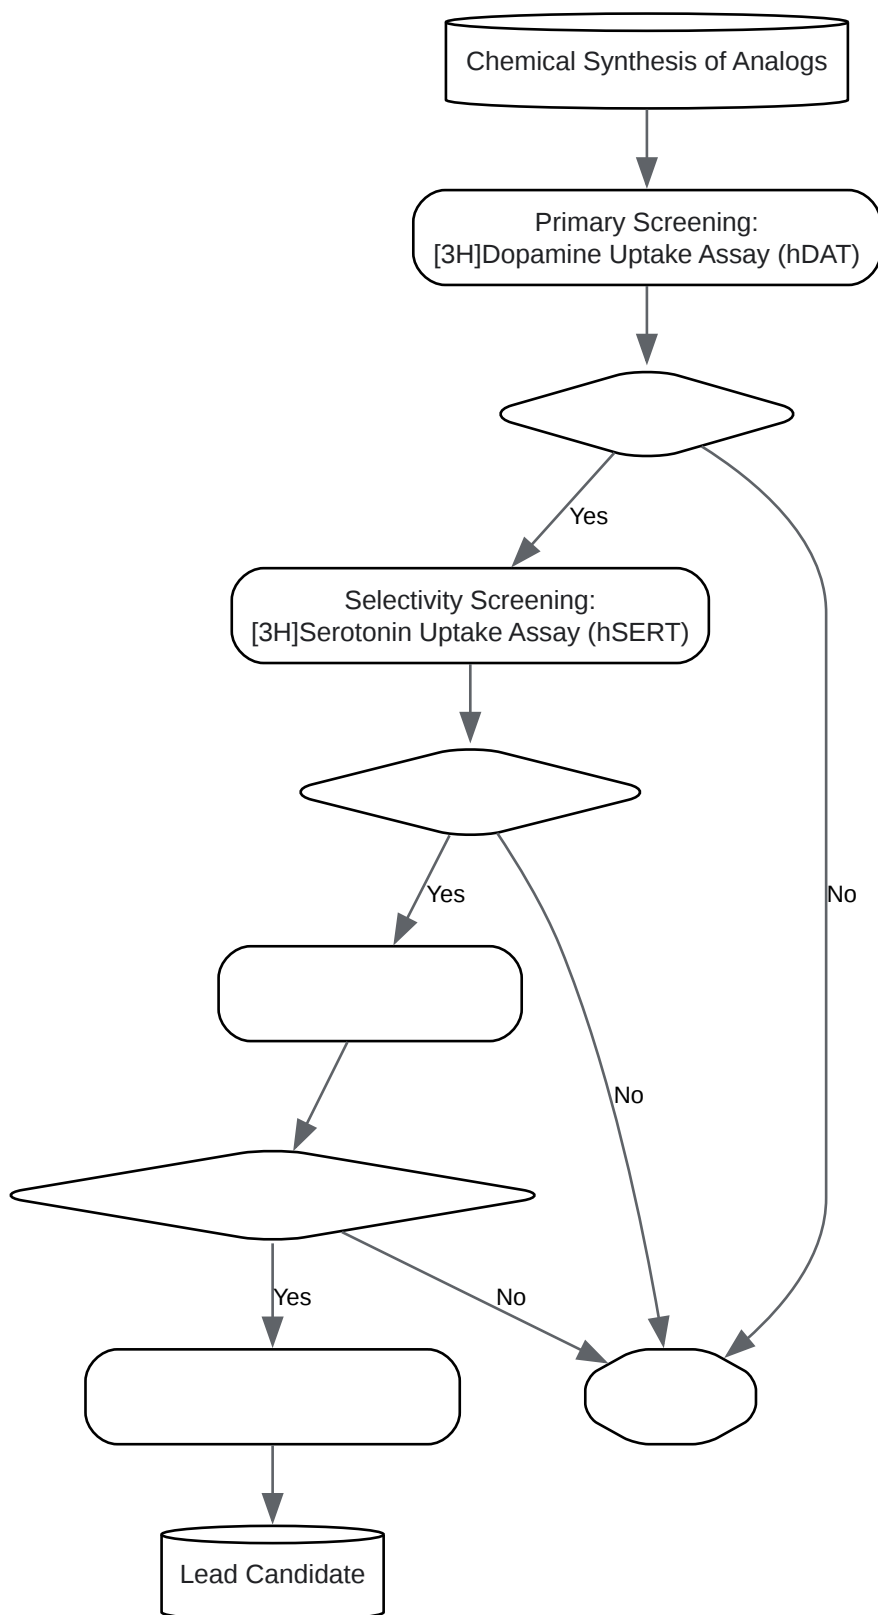 Chemical Synthesis of Analogs
Primary Screening:
[3H]Dopamine Uptake Assay (hDAT)
Yes
Selectivity Screening:
[3H]Serotonin Uptake Assay (hSERT)
Yes
No
No
Yes
No
Lead Candidate